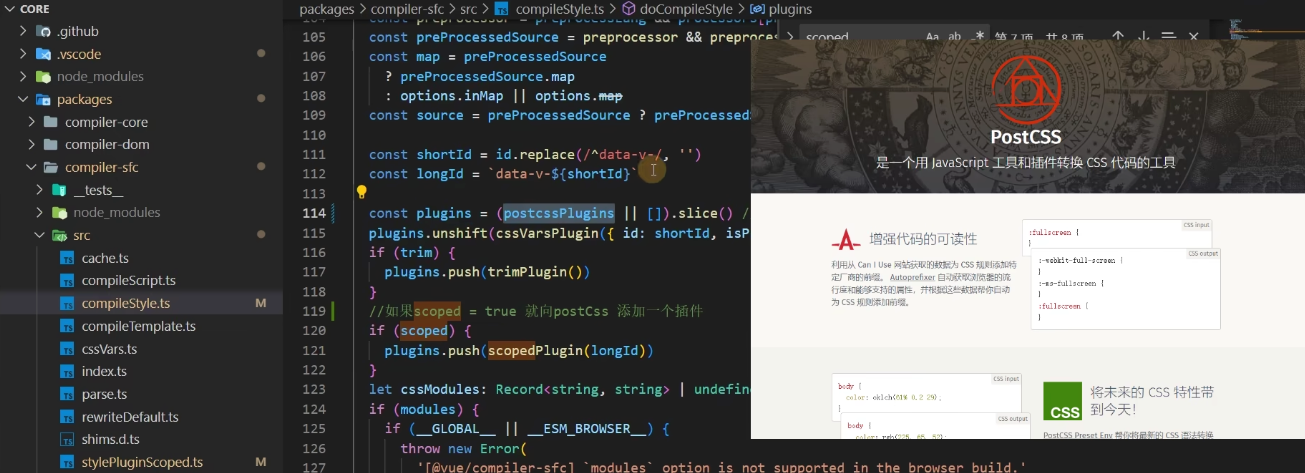 CORE
.github
.vscode
node_modules
packages
compiler-core
compiler-dom
compiler-sfc
__tests__
node_modules
src
TS cache.ts
TS compileScript.ts
TS compileStyle.ts M
TS compileTemplate.ts
TS cssVars.ts
TS index.ts
TS parse.ts
TS rewriteDefault.ts
TS shims.d.ts
TS stylePluginScoped.ts M
packages > compiler-sfc > src > TS compileStyle.ts > doCompileStyle > plugins
scoped Aa ab 第 7 项, 共 8 项
105 const preProcessedSource = preprocessor && preproces
106 const map = preProcessedSource
107 ? preProcessedSource.map
108 : options.inMap || options.map
109 const source = preProcessedSource ? preProcessedS
110
111 const shortId = id.replace(/^data-v-/, '')
112 const longId = `data-v-${shortId}`
113
114 const plugins = (postcssPlugins || []).slice() /
115 plugins.unshift(cssVarsPlugin({ id: shortId, isP
116 if (trim) {
117 plugins.push(trimPlugin())
118 }
119 //如果scoped = true 就向postCss 添加一个插件
120 if (scoped) {
121 plugins.push(scopedPlugin(longId))
122 }
123 let cssModules: Record<string, string> | undefine
124 if (modules) {
125 if (__GLOBAL__ || __ESM_BROWSER__) {
126 throw new Error(
127 '[@vue/compiler-sfc] `modules` option is not supported in the browser build.'
PostCSS
是一个用 JavaScript 工具和插件转换 CSS 代码的工具
增强代码的可读性
利用从 Can I Use 网站获取的数据为 CSS 规则添加特
定厂商的前缀。 Autoprefixer 自动获取浏览器的流
行度和能够支持的属性，并根据这些数据帮你自动
为 CSS 规则添加前缀。
CSS input
:fullscreen {
}
CSS output
:-webkit-full-screen {
}
:-ms-fullscreen {
}
:fullscreen {
}
CSS input
body {
color: oklch(61% 0.2 29);
}
CSS output
body {
color: rgb(225, 65, 52);
CSS
将未来的 CSS 特性带
到今天！
PostCSS Preset Env 帮你将最新的 CSS 语法转换